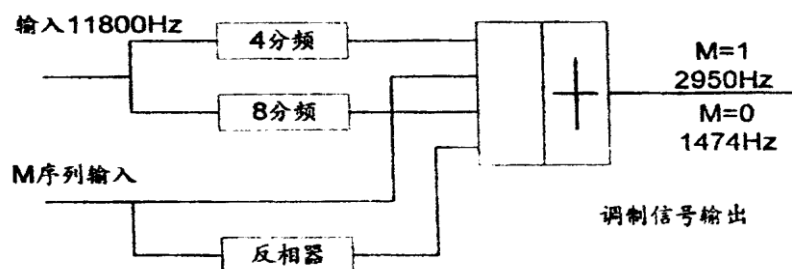 输入11800Hz
4分频
8分频
M序列输入
反相器
M=1
2950Hz
M=0
1474Hz
调制信号输出